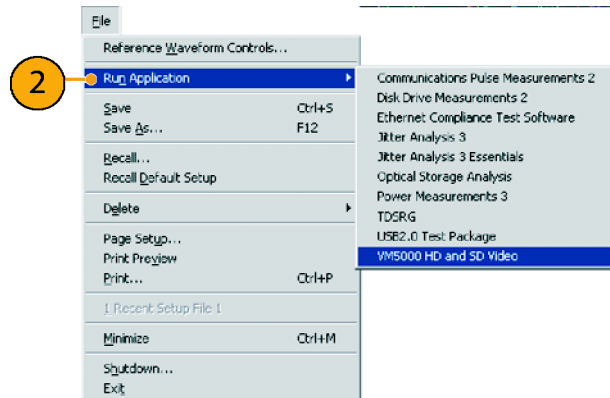 File
Reference Waveform Controls...
2
Run Application
Save Ctrl+S
Save As... F12
Recall...
Recall Default Setup
Delete
Page Setup...
Print Preview
Print... Ctrl+P
1 Recent Setup File 1
Minimize Ctrl+M
Shutdown...
Exit
Communications Pulse Measurements 2
Disk Drive Measurements 2
Ethernet Compliance Test Software
Jitter Analysis 3
Jitter Analysis 3 Essentials
Optical Storage Analysis
Power Measurements 3
TDSRG
USB2.0 Test Package
VM5000 HD and SD Video